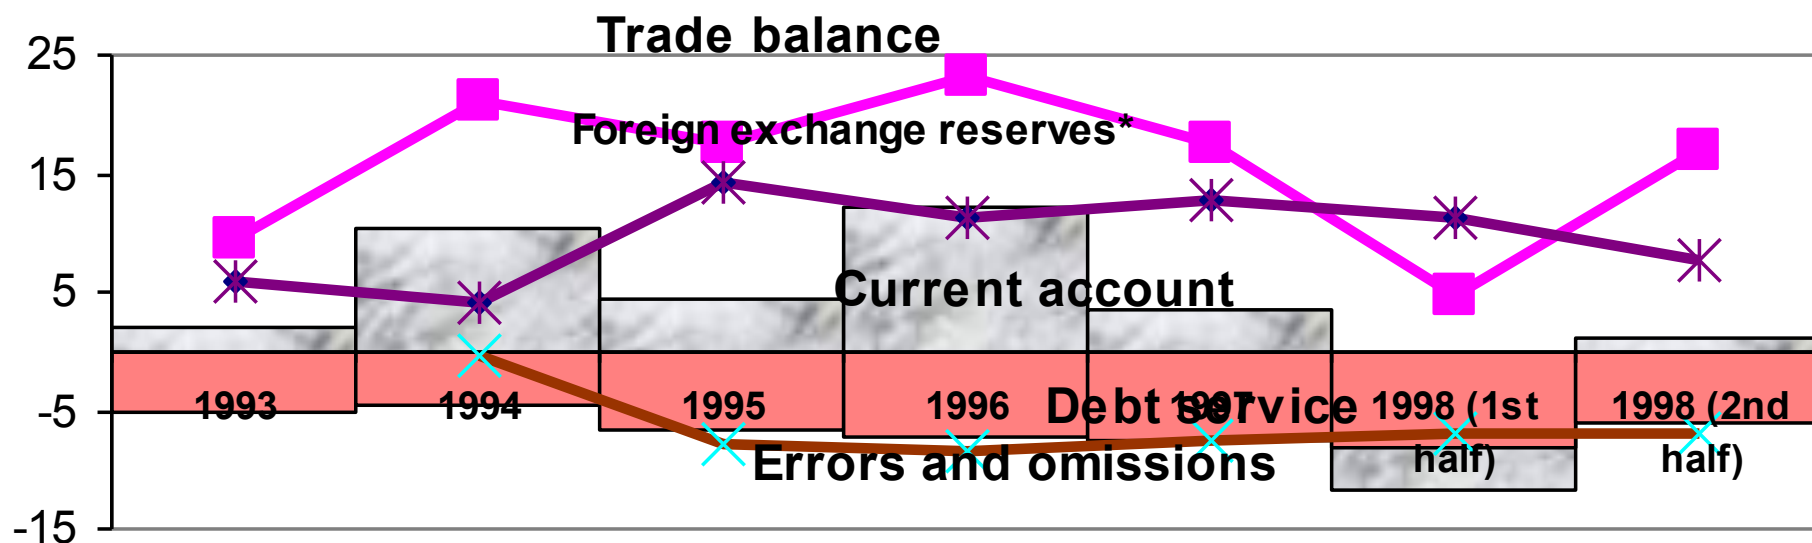 Trade balance
25
Foreign exchange reserves*
15
Current account
5
-5
1993
1994
1995
1996
1997
Debt service
1998 (1st
half)
1998 (2nd
half)
Errors and omissions
-15